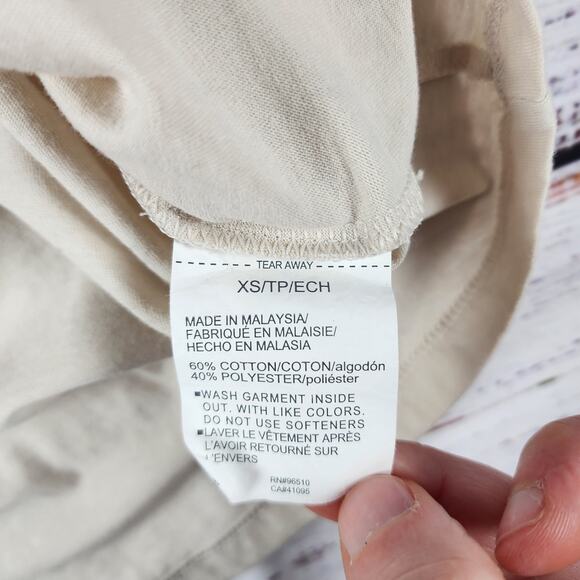 TEAR AWAY
XS/TP/ECH
MADE IN MALAYSIA/
FABRIQUÉ EN MALAISIE/
HECHO EN MALASIA
60% COTTON/COTON/algodón
40% POLYESTER/poliéster
▪WASH GARMENT INSIDE
OUT. WITH LIKE COLORS.
DO NOT USE SOFTENERS
▪LAVER LE VÊTEMENT APRÈS
L'AVOIR RETOURNÉ SUR
L'ENVERS
RN#96510
CA#41095